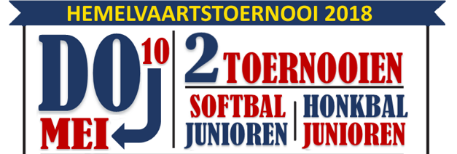 HEMELVAARTSTOERNOOI 2018
DO 10
MEI
2 TOERNOOIEN
SOFTBAL JUNIOREN
HONKBAL JUNIOREN